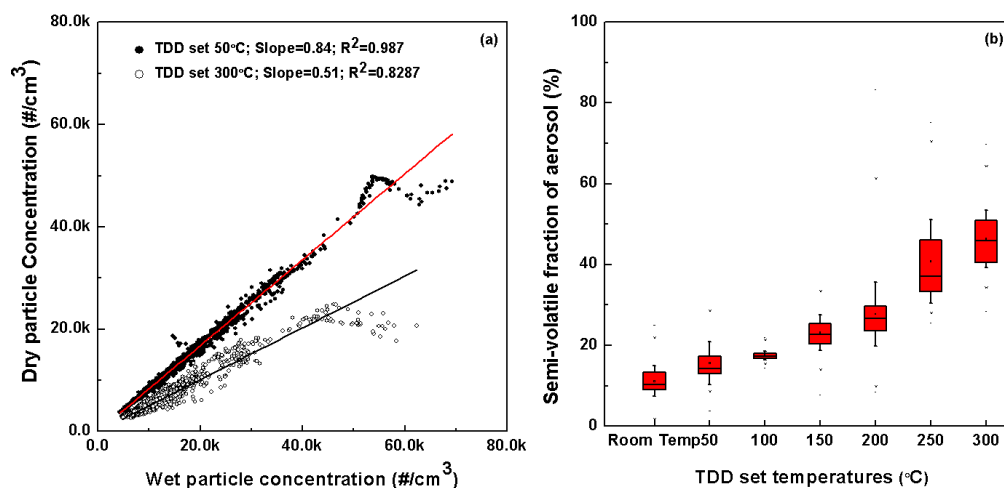 80.0k
60.0k
40.0k
20.0k
0.0
Dry particle Concentration (#/cm³)
(a)
TDD set 50°C; Slope=0.84; R²=0.987
TDD set 300°C; Slope=0.51; R²=0.8287
0.0 20.0k 40.0k 60.0k 80.0k
Wet particle concentration (#/cm³)
100
80
60
40
20
0
Semi-volatile fraction of aerosol (%)
(b)
Room Temp 50 100 150 200 250 300
TDD set temperatures (°C)